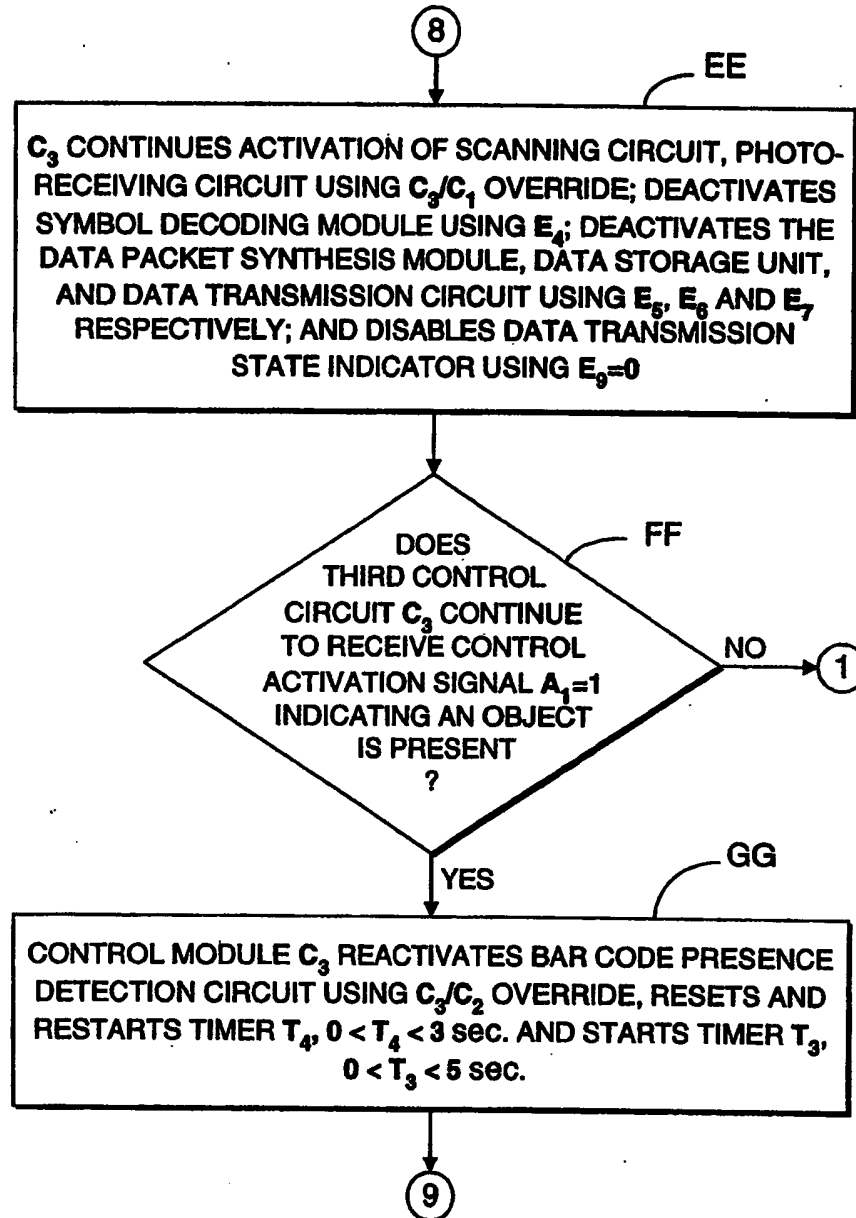 8
EE
C₃ CONTINUES ACTIVATION OF SCANNING CIRCUIT, PHOTO-
RECEIVING CIRCUIT USING C₃/C₁ OVERRIDE; DEACTIVATES
SYMBOL DECODING MODULE USING E₄; DEACTIVATES THE
DATA PACKET SYNTHESIS MODULE, DATA STORAGE UNIT,
AND DATA TRANSMISSION CIRCUIT USING E₅, E₆ AND E₇
RESPECTIVELY; AND DISABLES DATA TRANSMISSION
STATE INDICATOR USING E₉=0
FF
DOES
THIRD CONTROL
CIRCUIT C₃ CONTINUE
TO RECEIVE CONTROL
ACTIVATION SIGNAL A₁=1
INDICATING AN OBJECT
IS PRESENT
?
NO
1
YES
GG
CONTROL MODULE C₃ REACTIVATES BAR CODE PRESENCE
DETECTION CIRCUIT USING C₃/C₂ OVERRIDE, RESETS AND
RESTARTS TIMER T₄, 0 < T₄ < 3 sec. AND STARTS TIMER T₃,
0 < T₃ < 5 sec.
9